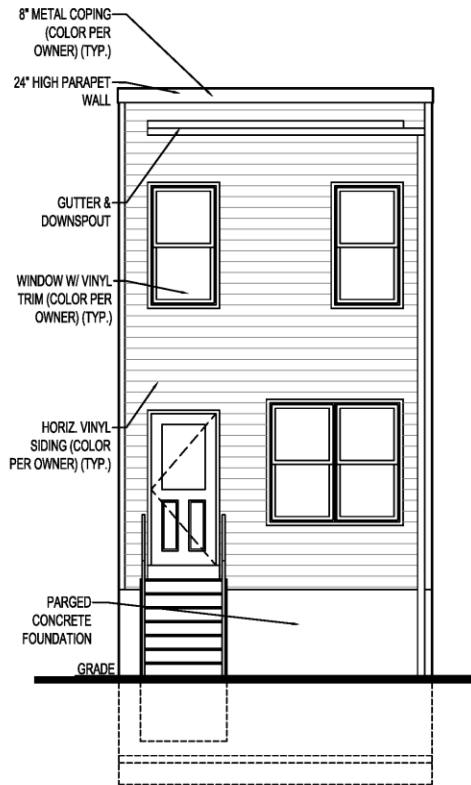 8" METAL COPING
(COLOR PER
OWNER) (TYP.)
24" HIGH PARAPET
WALL
GUTTER &
DOWNSPOUT
WINDOW W/ VINYL
TRIM (COLOR PER
OWNER) (TYP.)
HORIZ. VINYL
SIDING (COLOR
PER OWNER) (TYP.)
PARGED
CONCRETE
FOUNDATION
GRADE